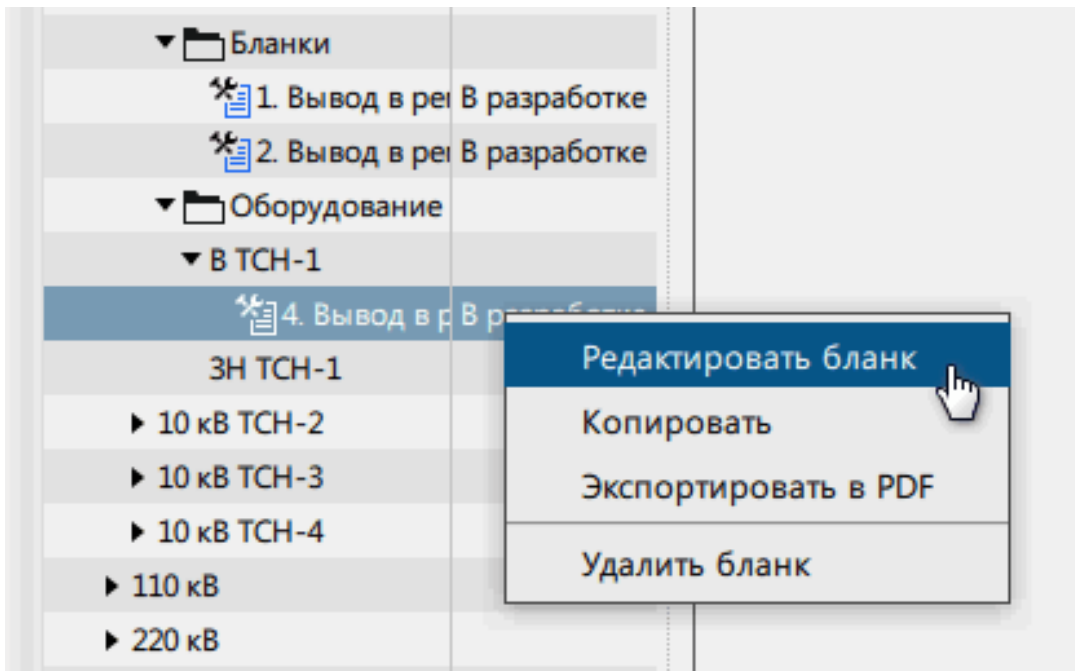 Бланки
1. Вывод в рег В разработке
2. Вывод в рег В разработке
Оборудование
В ТСН-1
4. Вывод в р В разработке
Редактировать бланк
ЗН ТСН-1
10 кВ ТСН-2
Копировать
10 кВ ТСН-3
Экспортировать в PDF
10 кВ ТСН-4
Удалить бланк
110 кВ
220 кВ